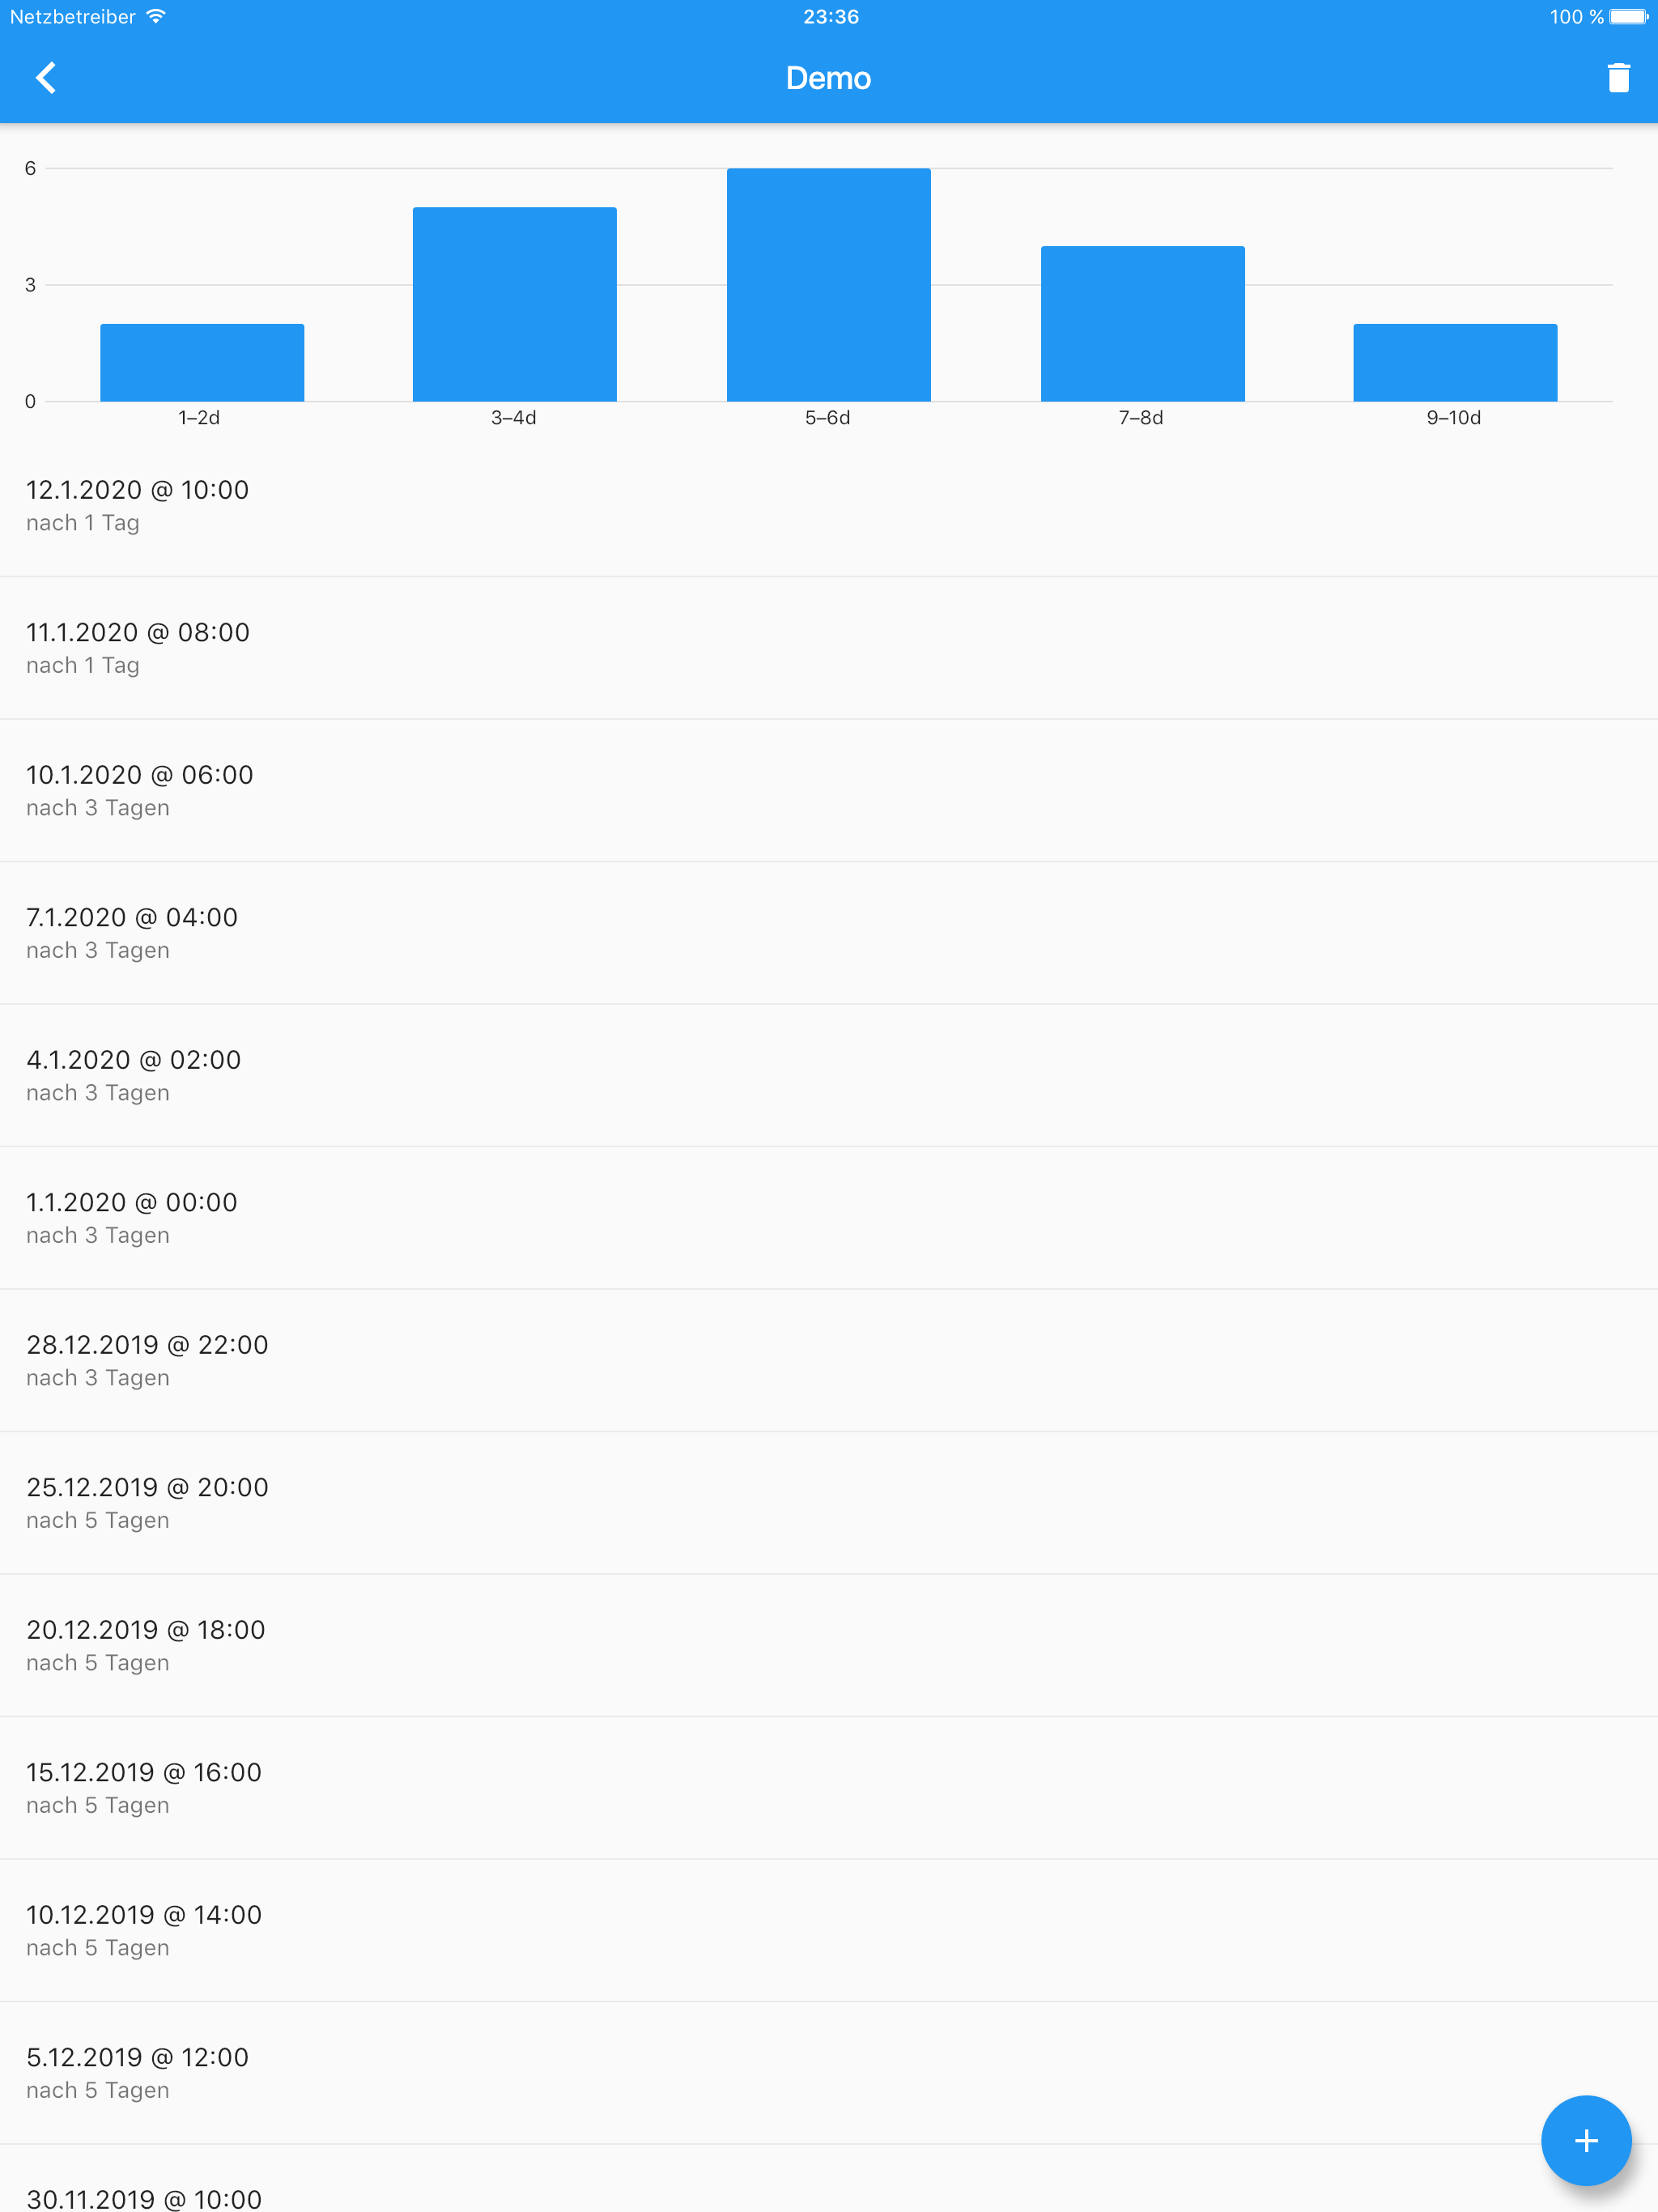 Netzbetreiber 23:36 100 %
Demo
6
3
0
1–2d 3–4d 5–6d 7–8d 9–10d
12.1.2020 @ 10:00
nach 1 Tag
11.1.2020 @ 08:00
nach 1 Tag
10.1.2020 @ 06:00
nach 3 Tagen
7.1.2020 @ 04:00
nach 3 Tagen
4.1.2020 @ 02:00
nach 3 Tagen
1.1.2020 @ 00:00
nach 3 Tagen
28.12.2019 @ 22:00
nach 3 Tagen
25.12.2019 @ 20:00
nach 5 Tagen
20.12.2019 @ 18:00
nach 5 Tagen
15.12.2019 @ 16:00
nach 5 Tagen
10.12.2019 @ 14:00
nach 5 Tagen
5.12.2019 @ 12:00
nach 5 Tagen
30.11.2019 @ 10:00